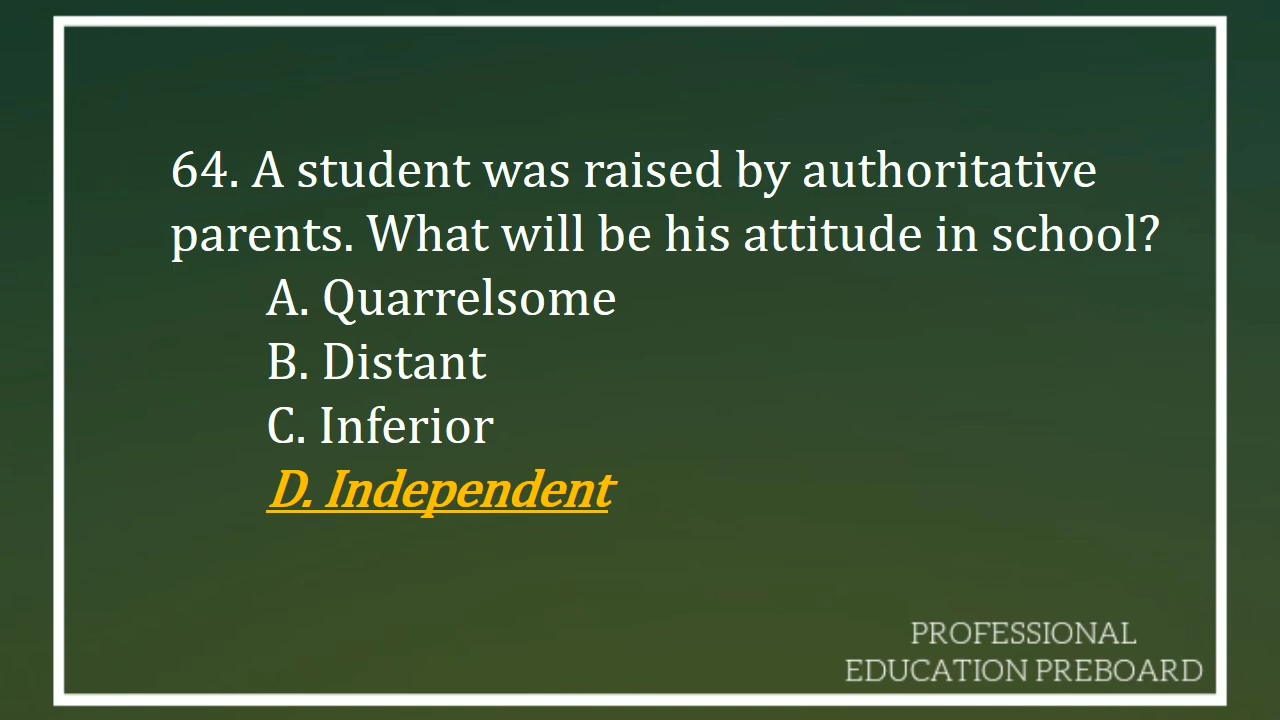 64. A student was raised by authoritative
parents. What will be his attitude in school?
A. Quarrelsome
B. Distant
C. Inferior
D. Independent
PROFESSIONAL
EDUCATION PREBOARD